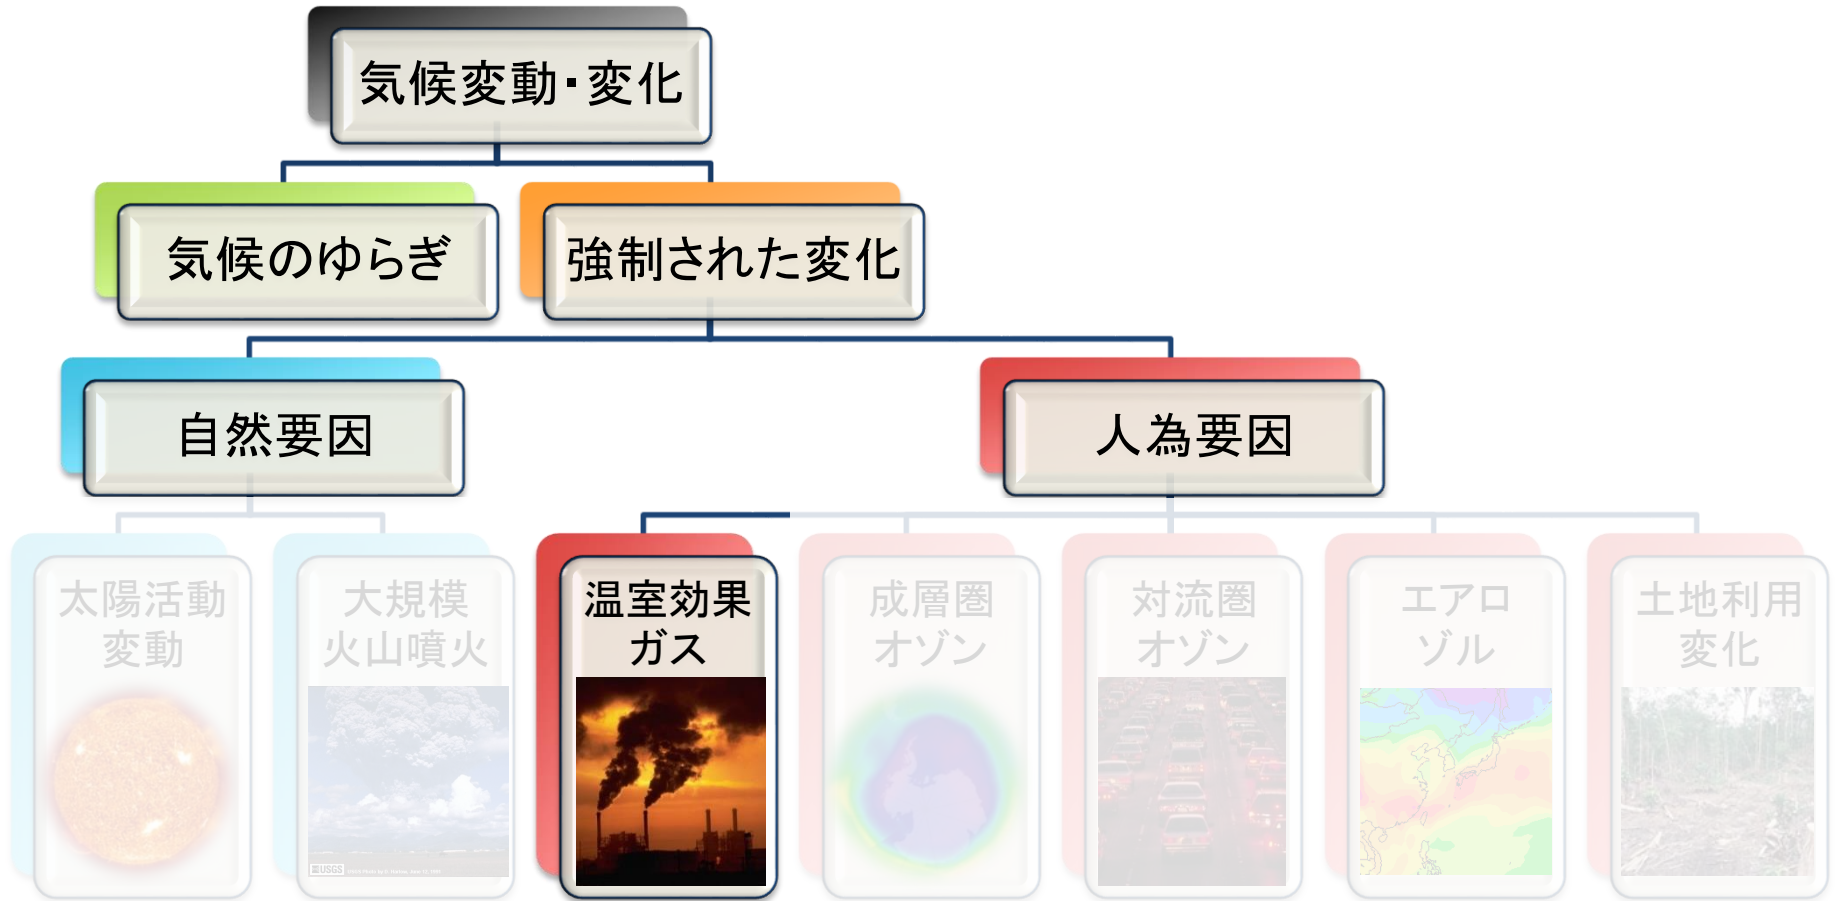 気候変動・変化
気候のゆらぎ
強制された変化
自然要因
人為要因
太陽活動
変動
大規模
火山噴火
温室効果
ガス
成層圏
オゾン
対流圏
オゾン
エアロ
ゾル
土地利用
変化
USGS